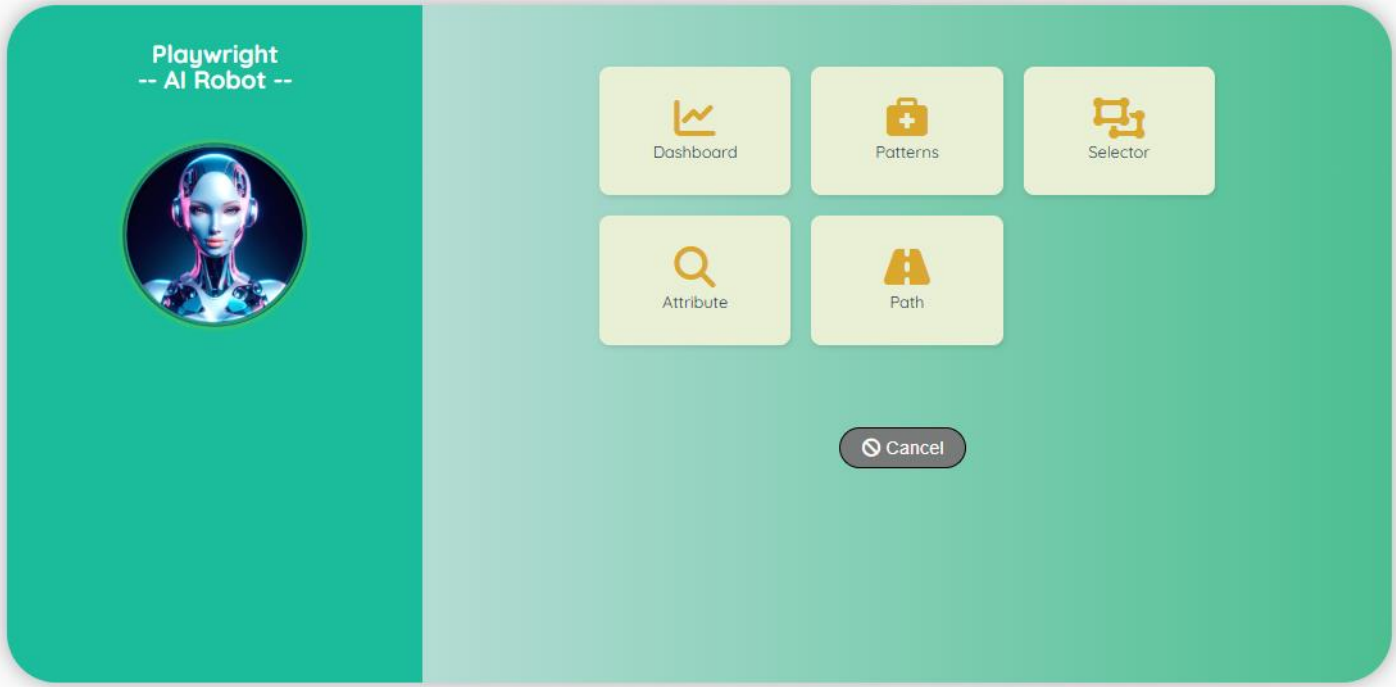 Playwright
-- AI Robot --
Dashboard
Patterns
Selector
Attribute
Path
Cancel